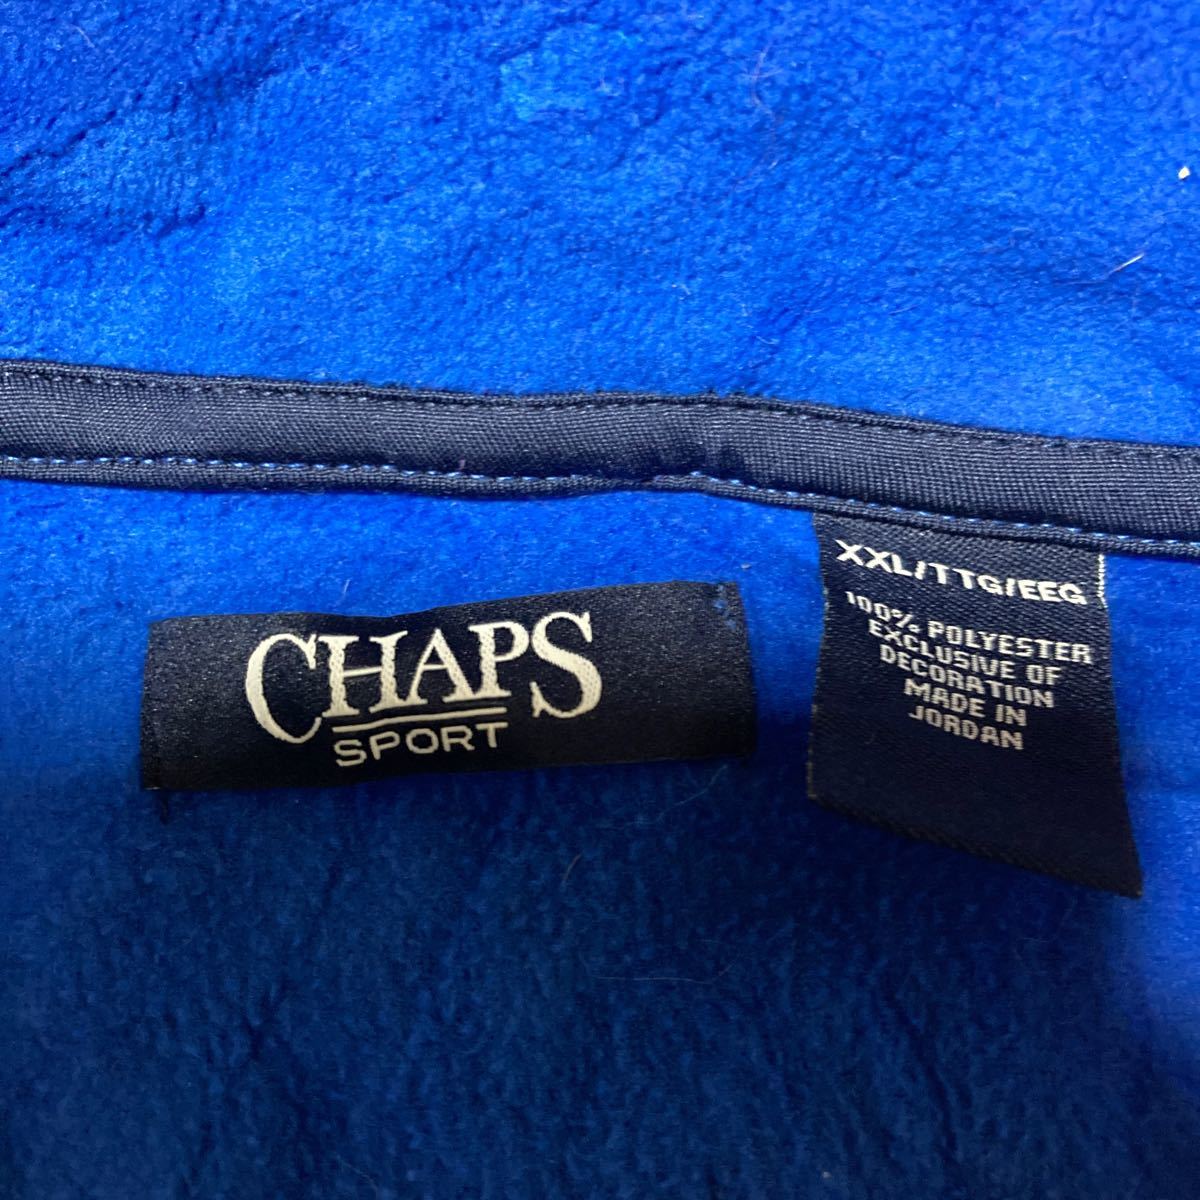 CHAPS
SPORT
XXL/TTG/EEG
100% POLYESTER
EXCLUSIVE OF
DECORATION
MADE IN
JORDAN